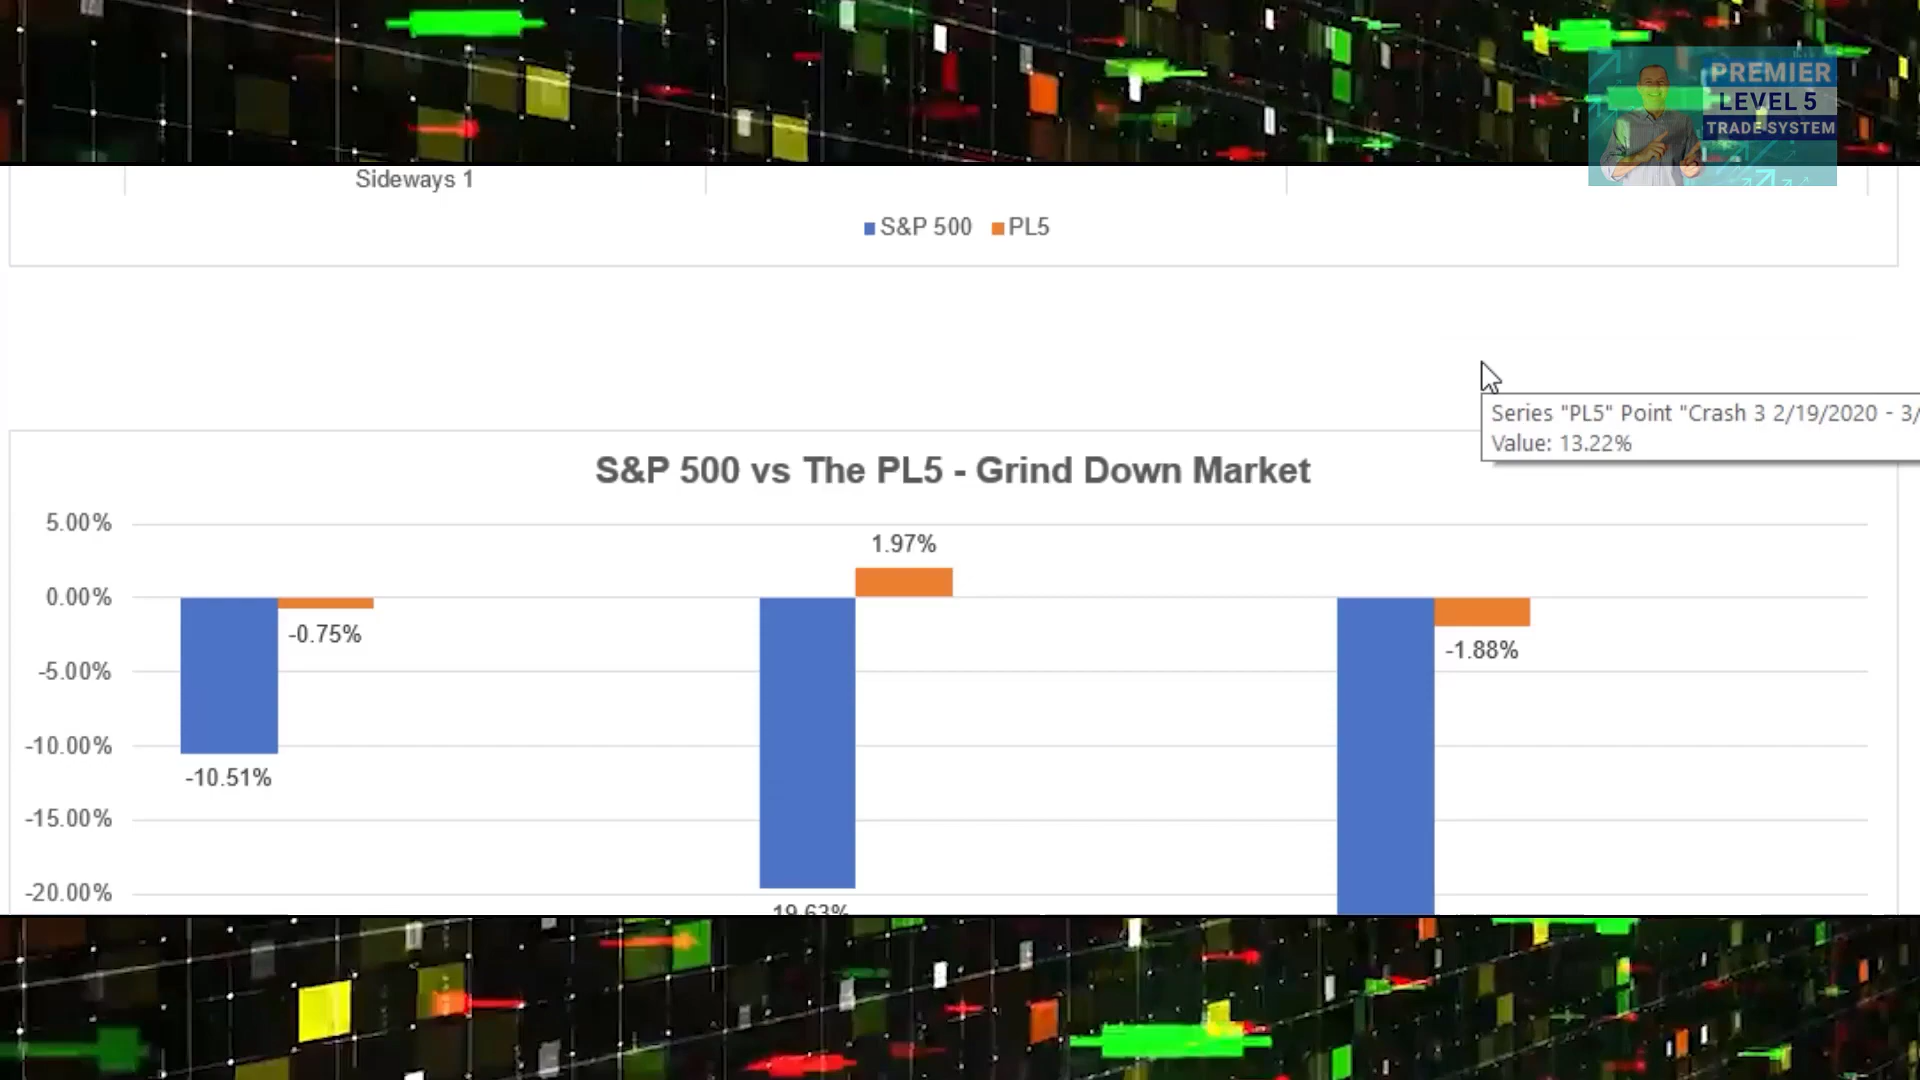 PREMIER
LEVEL 5
TRADE SYSTEM
Sideways 1
S&P 500 PL5
Series "PL5" Point "Crash 3 2/19/2020 - 3/
Value: 13.22%
S&P 500 vs The PL5 - Grind Down Market
5.00%
1.97%
0.00%
-0.75%
-1.88%
-5.00%
-10.00%
-10.51%
-15.00%
-20.00%
19.63%